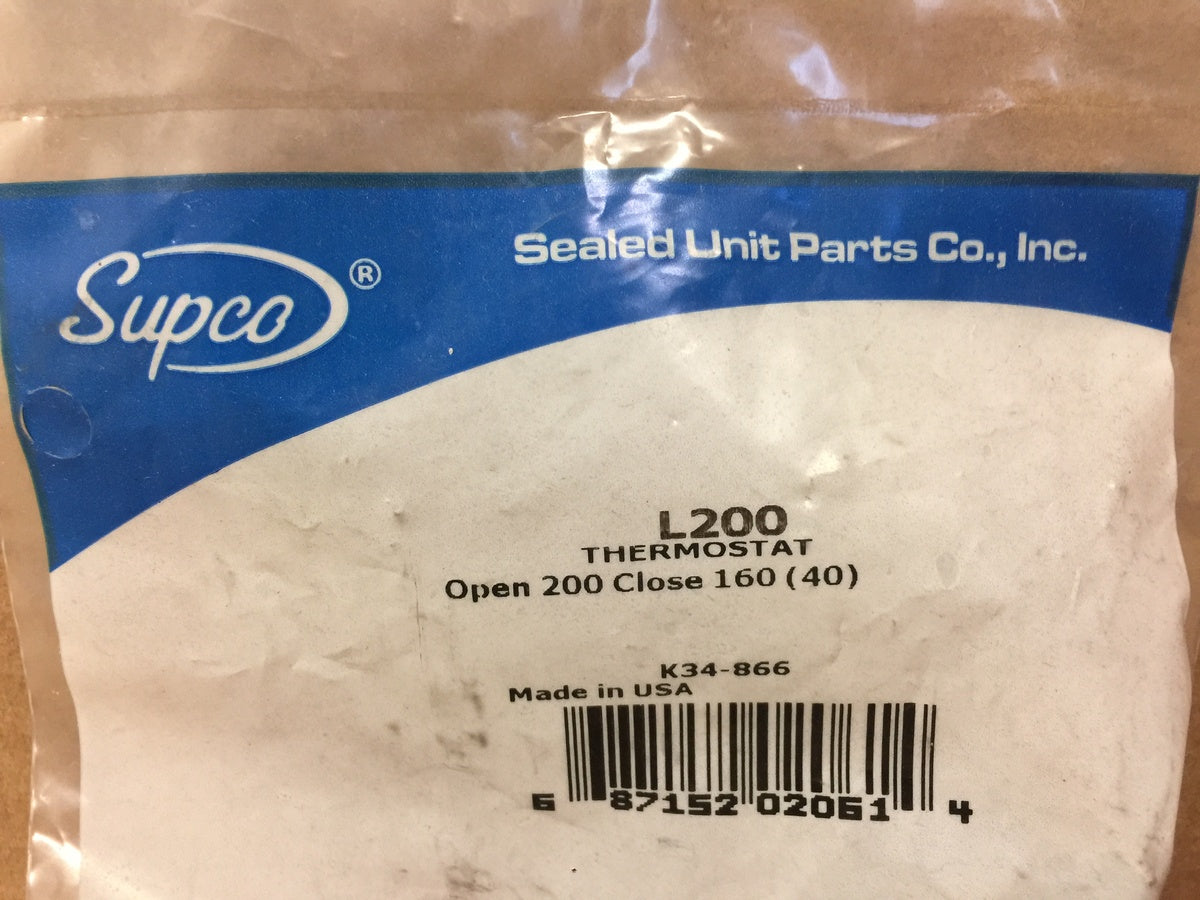 Supco®
Sealed Unit Parts Co., Inc.
L200
THERMOSTAT
Open 200 Close 160 (40)
K34-866
Made in USA
6 87152 02061 4